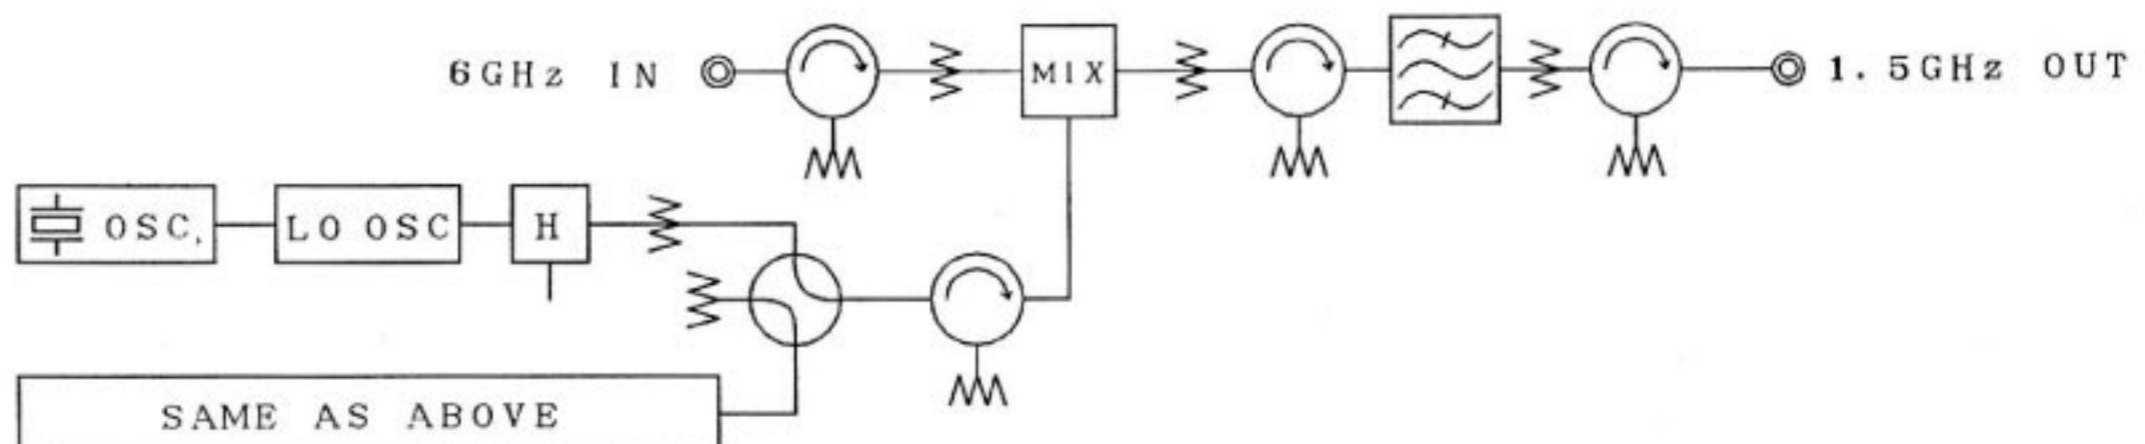 6GHz IN
MIX
1.5GHz OUT
OSC.
LO OSC
H
SAME AS ABOVE